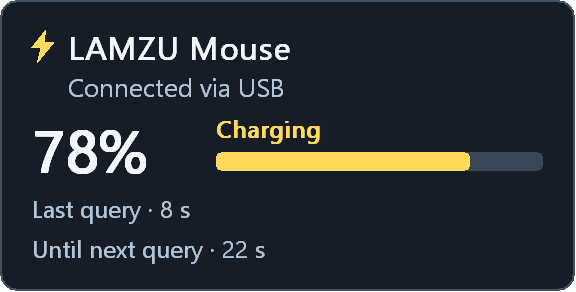 LAMZU Mouse
Connected via USB
78%
Charging
Last query · 8 s
Until next query · 22 s